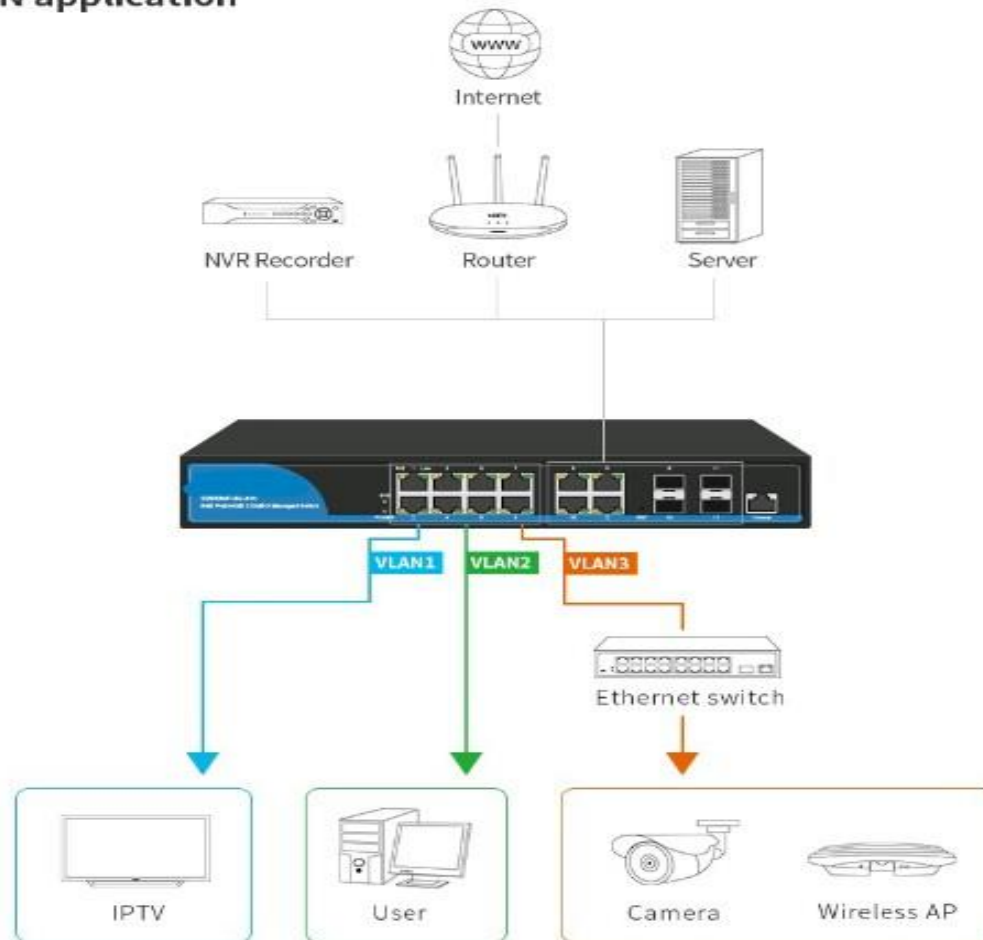 N application
www
Internet
NVR Recorder
Router
Server
VLAN1
VLAN2
VLAN3
Ethernet switch
IPTV
User
Camera
Wireless AP